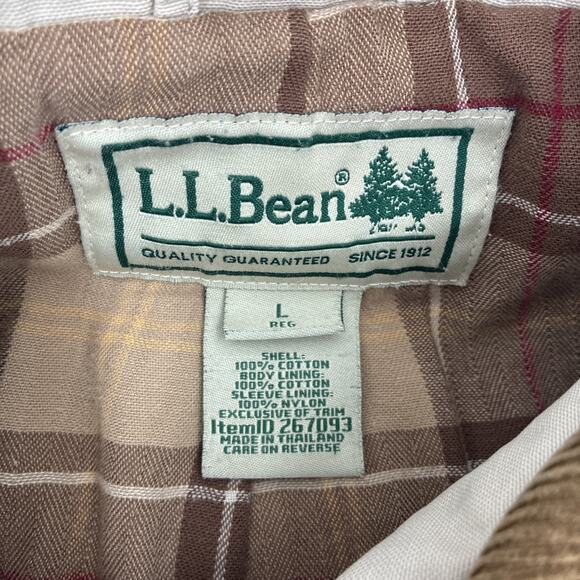 L.L.Bean®
QUALITY GUARANTEED SINCE 1912
L
REG
SHELL:
100% COTTON
BODY LINING:
100% COTTON
SLEEVE LINING:
100% NYLON
EXCLUSIVE OF TRIM
ItemID 267093
MADE IN THAILAND
CARE ON REVERSE